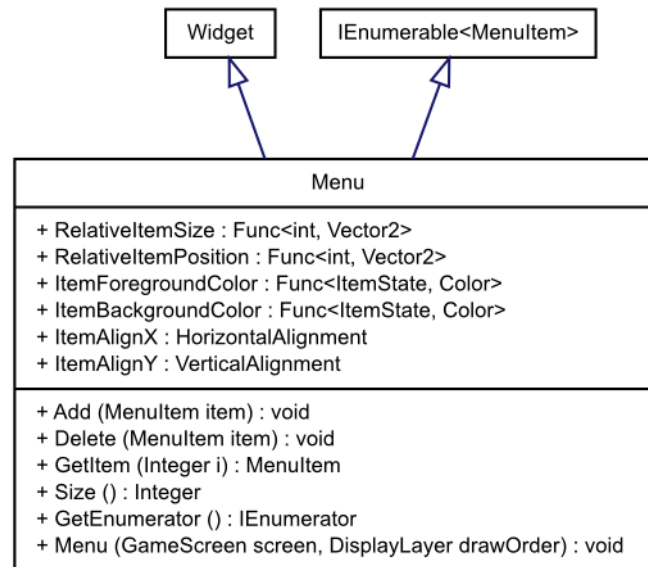 Widget
IEnumerable<MenuItem>
Menu
+ RelativeItemSize : Func<int, Vector2>
+ RelativeItemPosition : Func<int, Vector2>
+ ItemForegroundColor : Func<ItemState, Color>
+ ItemBackgroundColor : Func<ItemState, Color>
+ ItemAlignX : HorizontalAlignment
+ ItemAlignY : VerticalAlignment
+ Add (MenuItem item) : void
+ Delete (MenuItem item) : void
+ GetItem (Integer i) : MenuItem
+ Size () : Integer
+ GetEnumerator () : IEnumerator
+ Menu (GameScreen screen, DisplayLayer drawOrder) : void